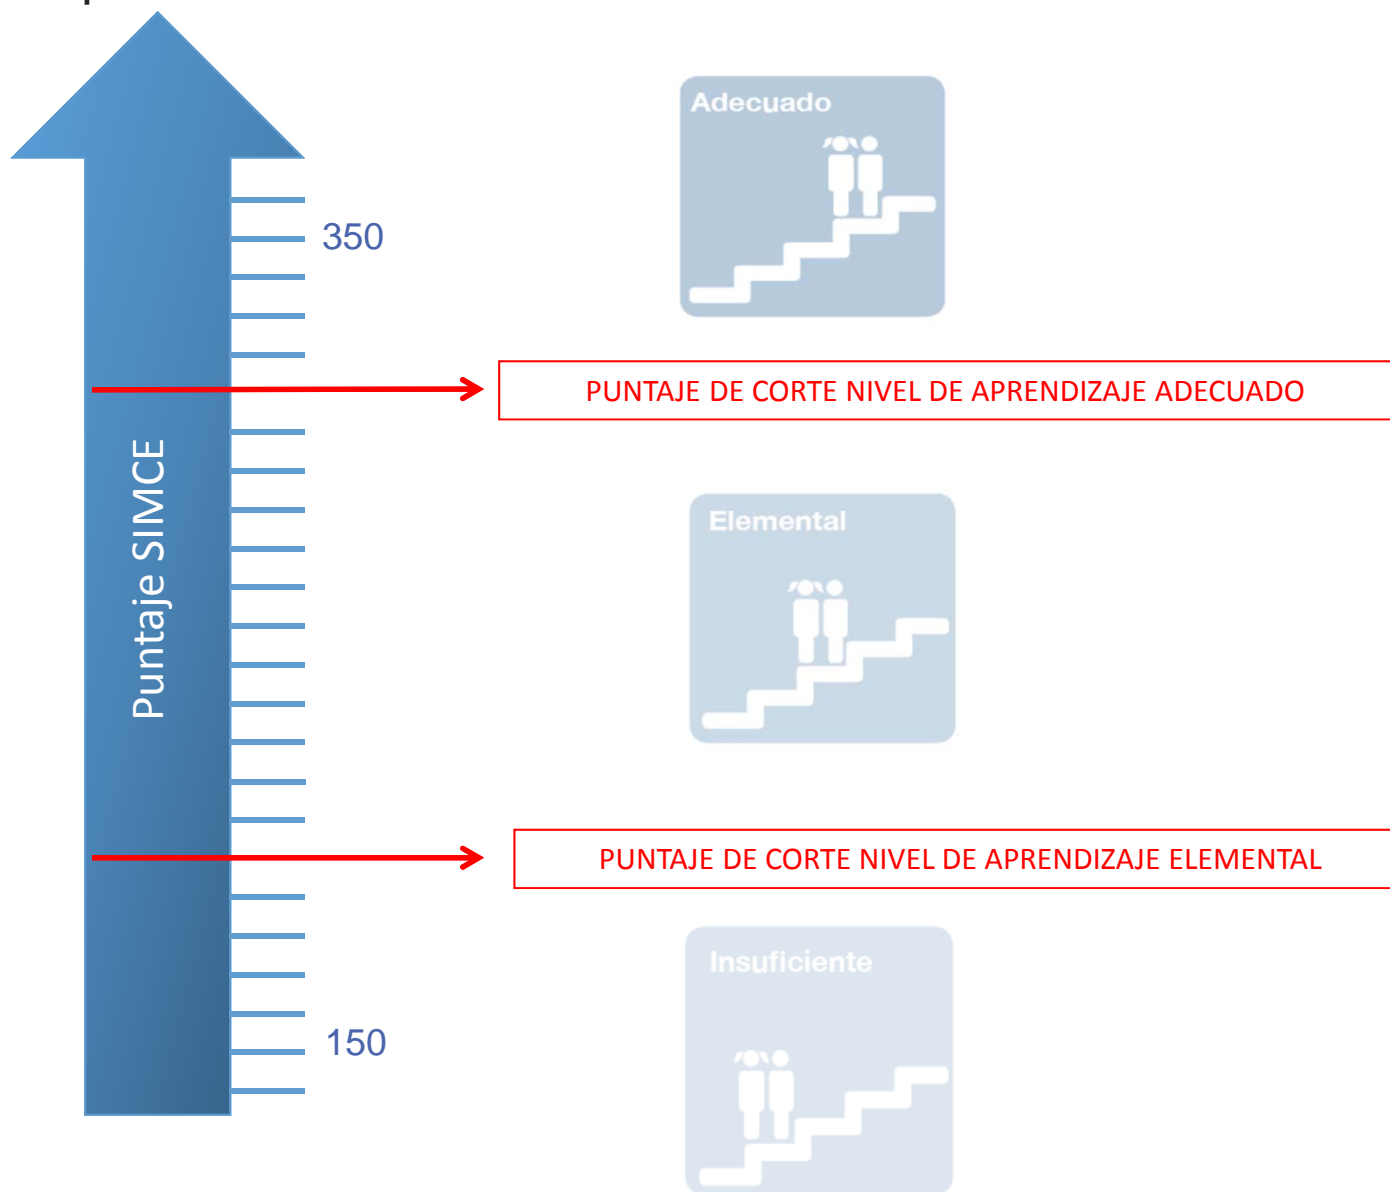 Adecuado
350
PUNTAJE DE CORTE NIVEL DE APRENDIZAJE ADECUADO
Puntaje SIMCE
Elemental
PUNTAJE DE CORTE NIVEL DE APRENDIZAJE ELEMENTAL
Insuficiente
150